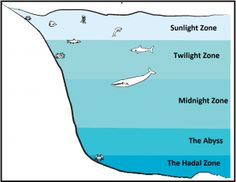 Sunlight Zone
Twilight Zone
Midnight Zone
The Abyss
The Hadal Zone